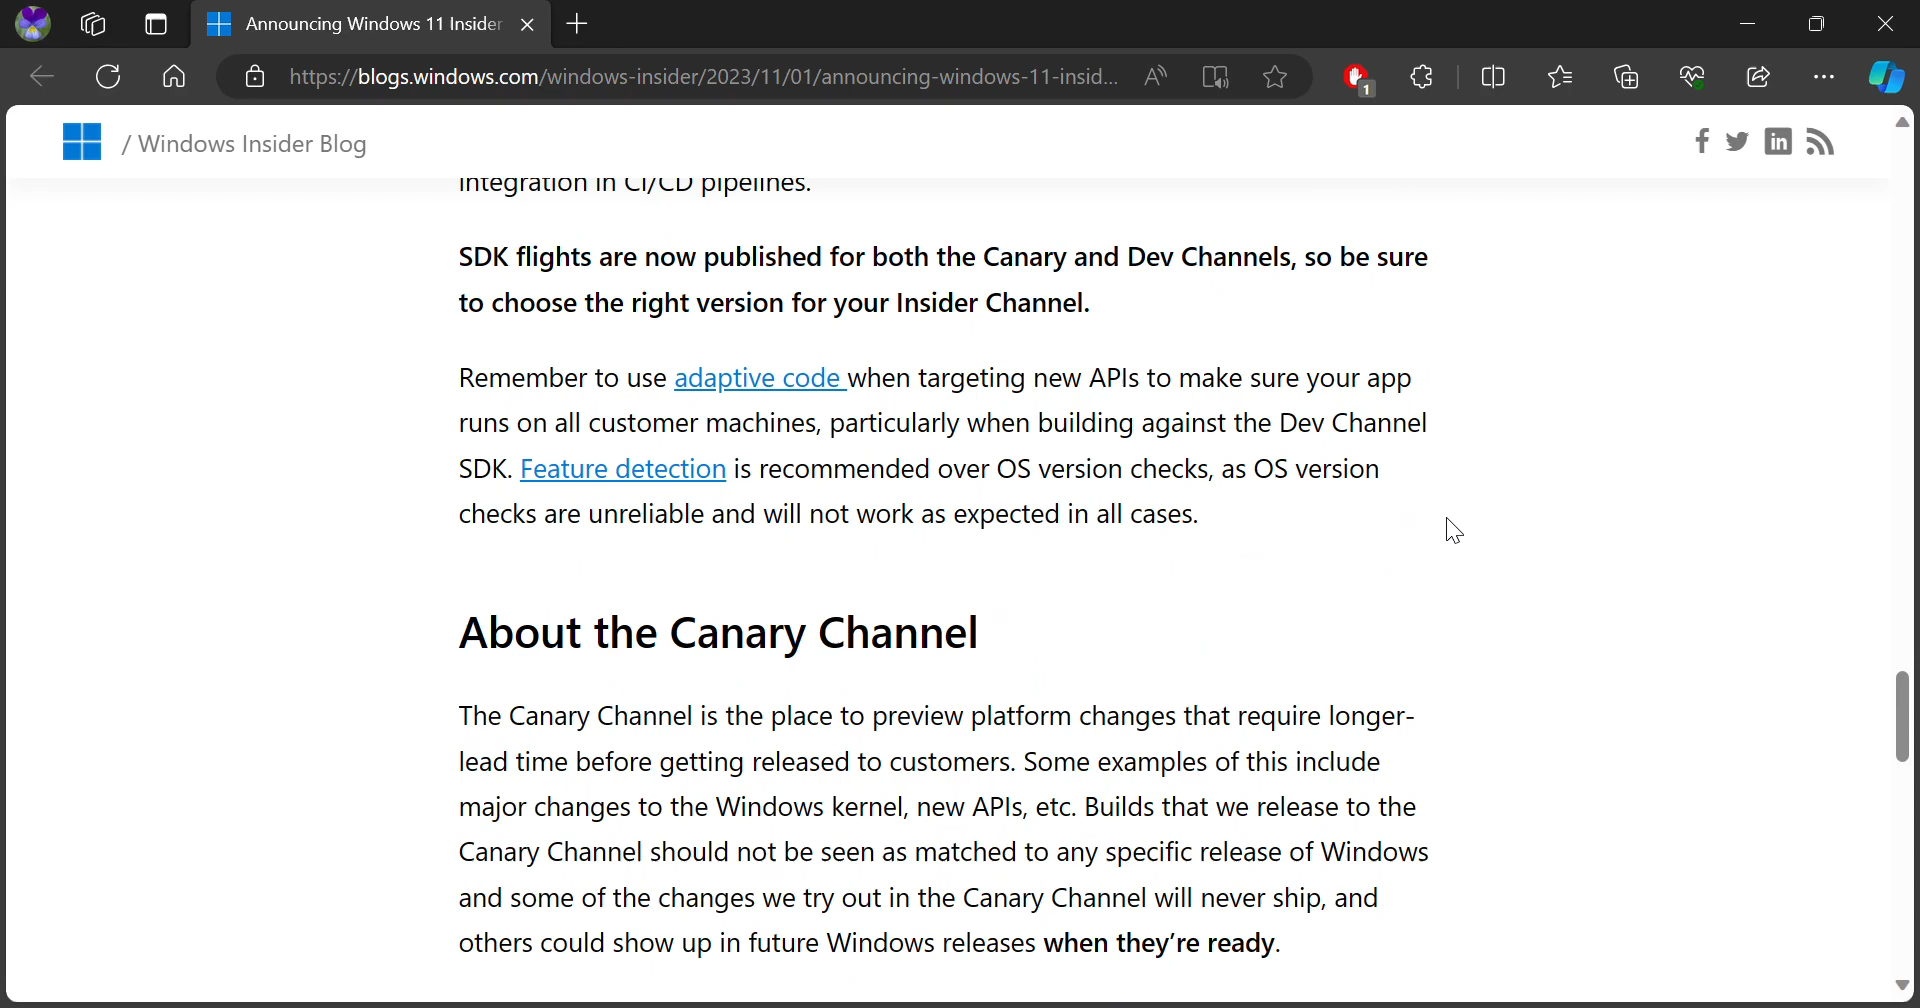 Announcing Windows 11 Insider
https://blogs.windows.com/windows-insider/2023/11/01/announcing-windows-11-insid...
1
/ Windows Insider Blog
integration in CI/CD pipelines.
SDK flights are now published for both the Canary and Dev Channels, so be sure
to choose the right version for your Insider Channel.
Remember to use adaptive code when targeting new APIs to make sure your app
runs on all customer machines, particularly when building against the Dev Channel
SDK. Feature detection is recommended over OS version checks, as OS version
checks are unreliable and will not work as expected in all cases.
About the Canary Channel
The Canary Channel is the place to preview platform changes that require longer-
lead time before getting released to customers. Some examples of this include
major changes to the Windows kernel, new APIs, etc. Builds that we release to the
Canary Channel should not be seen as matched to any specific release of Windows
and some of the changes we try out in the Canary Channel will never ship, and
others could show up in future Windows releases when they’re ready.